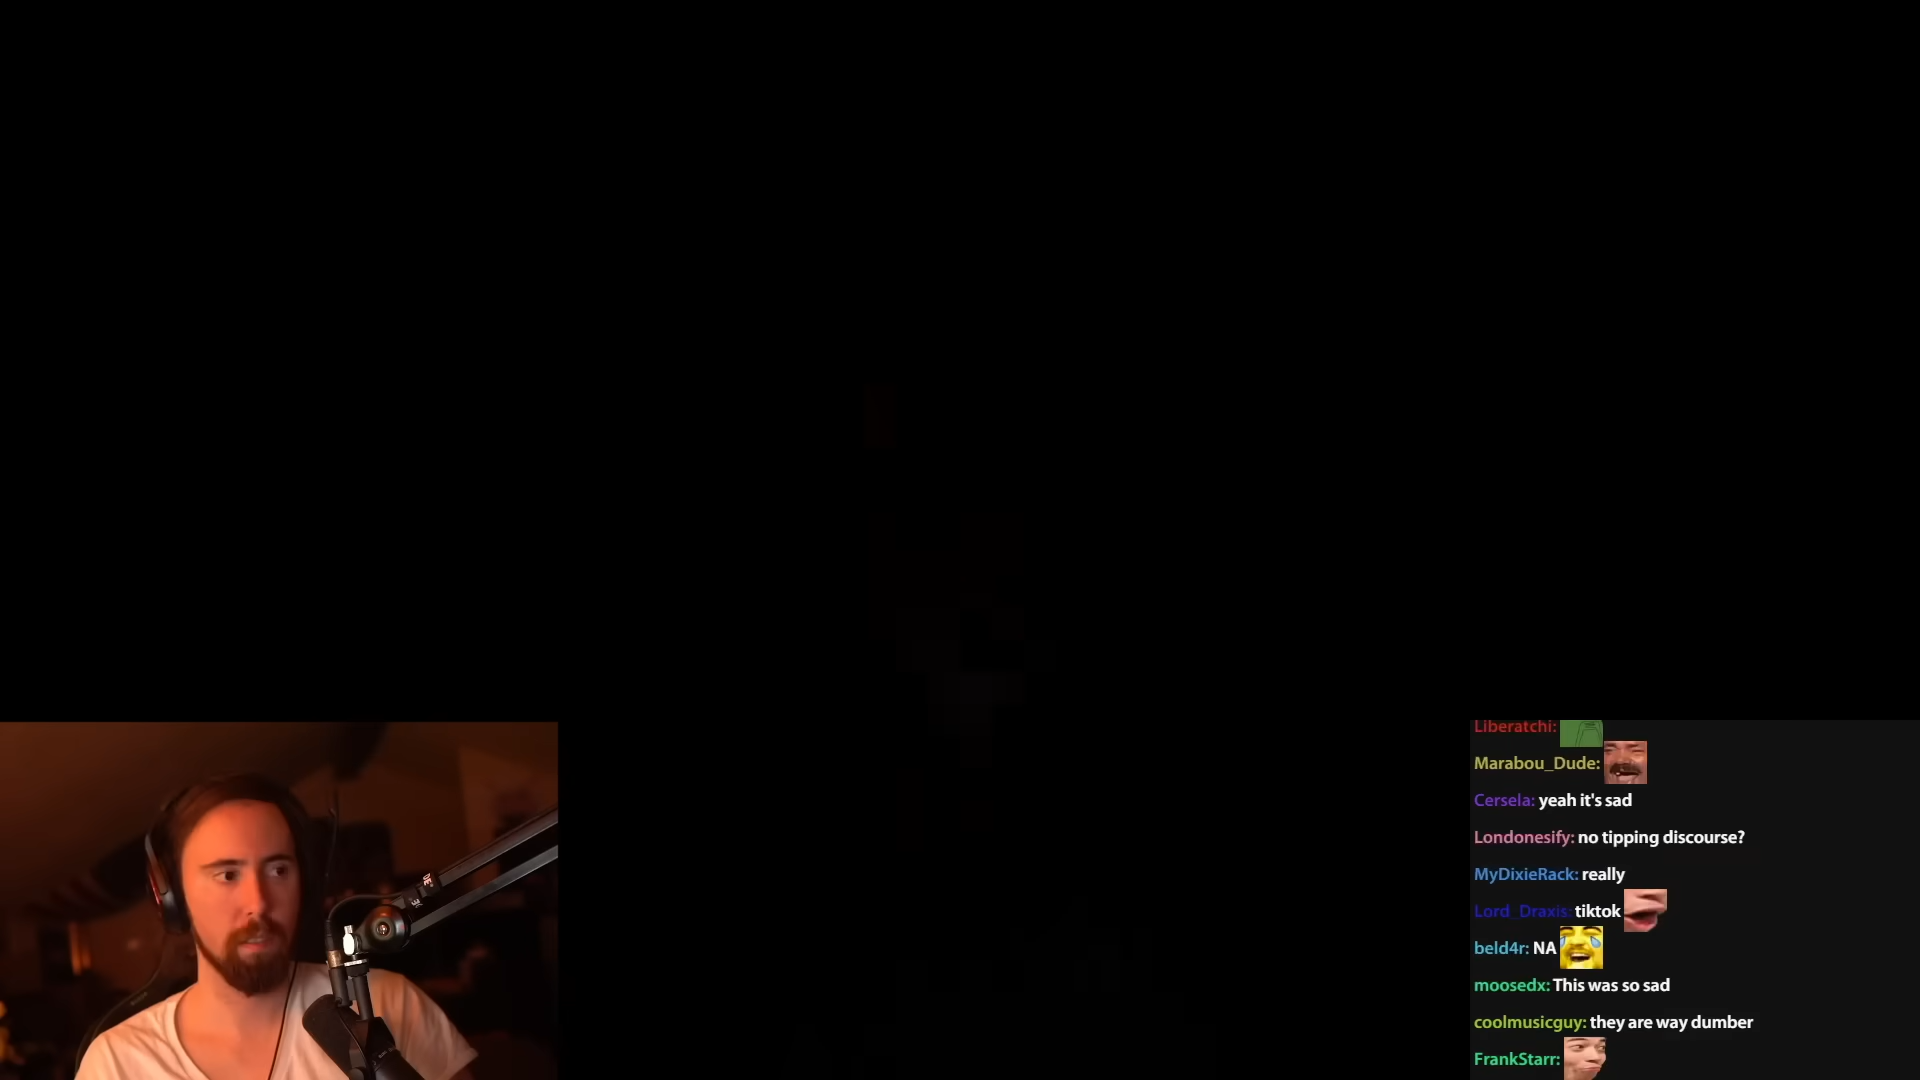 Liberatchi:
Marabou_Dude:
Cersela: yeah it's sad
Londonesify: no tipping discourse?
MyDixieRack: really
Lord_Draxis: tiktok
beld4r: NA
moosedx: This was so sad
coolmusicguy: they are way dumber
FrankStarr: